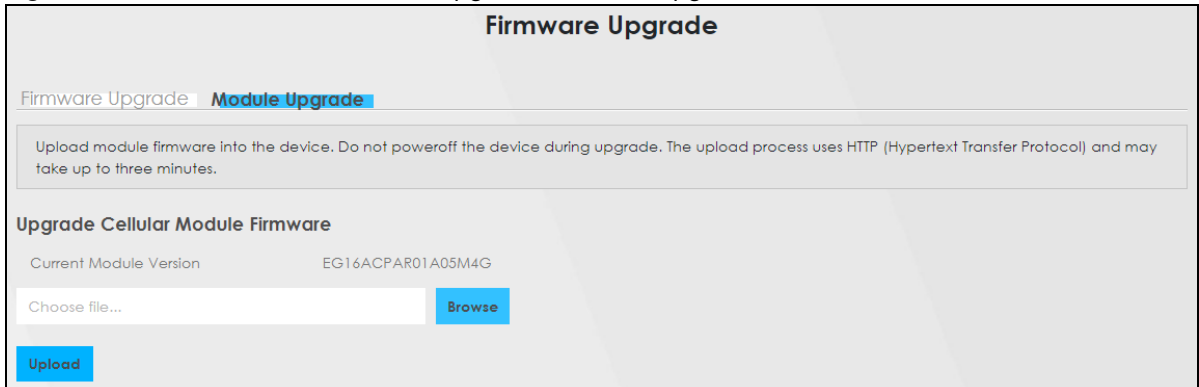 Firmware Upgrade
Firmware Upgrade Module Upgrade
Upload module firmware into the device. Do not poweroff the device during upgrade. The upload process uses HTTP (Hypertext Transfer Protocol) and may
take up to three minutes.
Upgrade Cellular Module Firmware
Current Module Version EG16ACPAR01A05M4G
Choose file... Browse
Upload